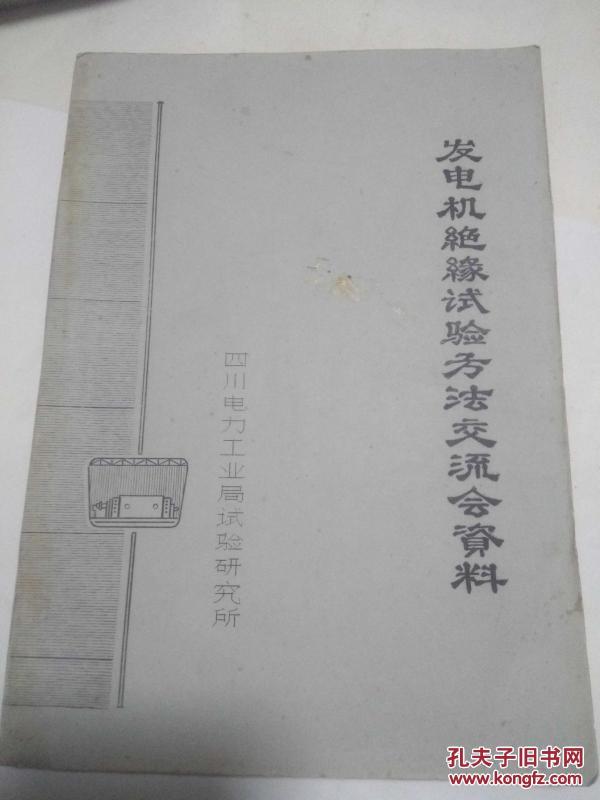 发电机絶緣试验方法交流会資料
四川电力工业局试验研究所
孔夫子旧书网
www.kongfz.com